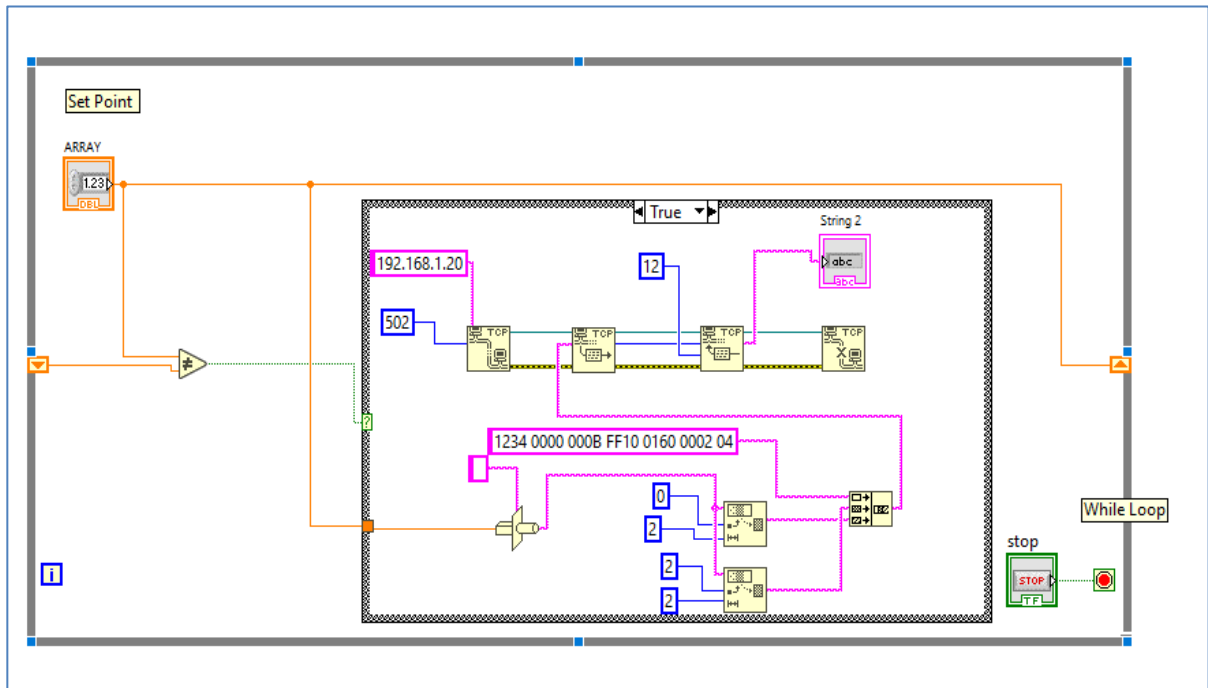 Set Point
ARRAY
1.23
DBL
True
String 2
abc
abc
192.168.1.20
12
502
TCP
TCP
TCP
TCP
?
1234 0000 000B FF10 0160 0002 04
0
2
2
2
While Loop
stop
STOP
TF
i